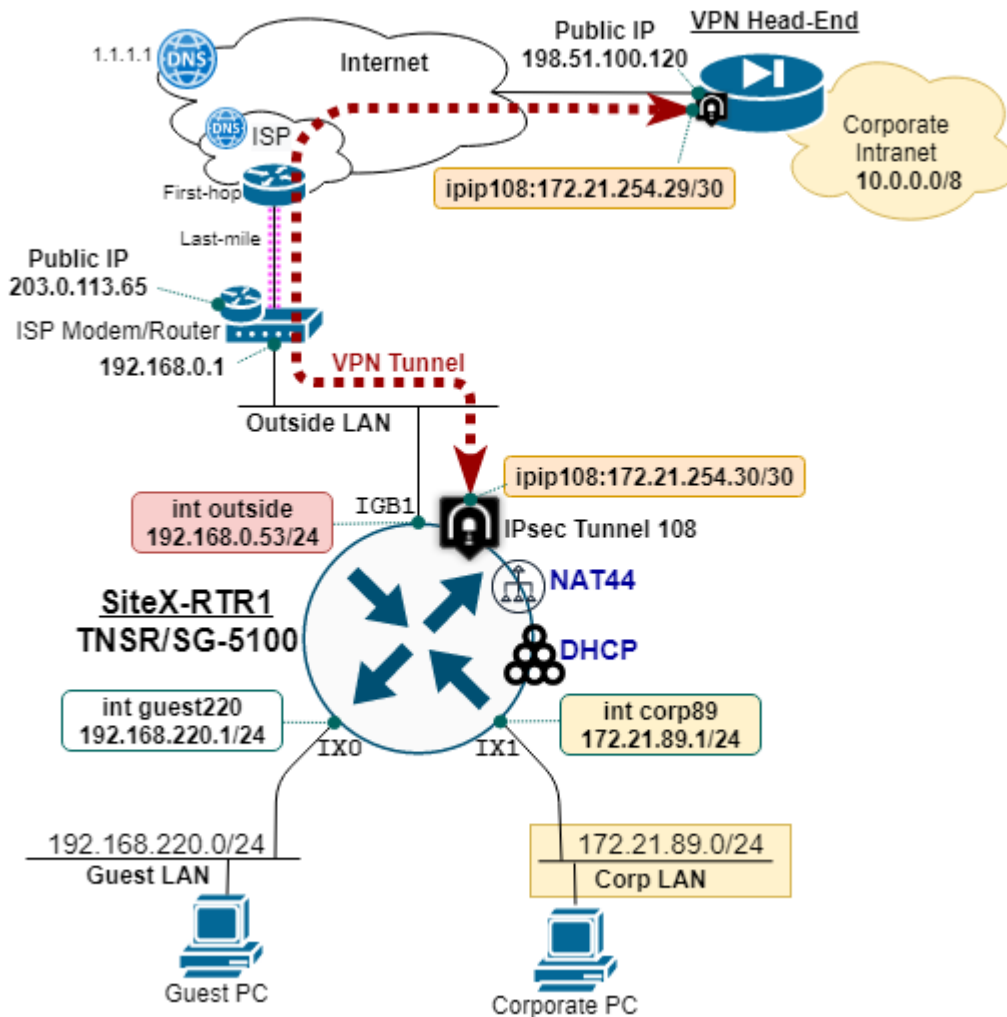 VPN Head-End
Public IP
198.51.100.120
1.1.1.1
DNS
Internet
DNS
ISP
First-hop
Corporate
Intranet
10.0.0.0/8
ipip108:172.21.254.29/30
Last-mile
Public IP
203.0.113.65
ISP Modem/Router
192.168.0.1
VPN Tunnel
Outside LAN
ipip108:172.21.254.30/30
IGB1
int outside
192.168.0.53/24
IPsec Tunnel 108
NAT44
SiteX-RTR1
TNSR/SG-5100
DHCP
int guest220
192.168.220.1/24
int corp89
172.21.89.1/24
IX0
IX1
192.168.220.0/24
Guest LAN
172.21.89.0/24
Corp LAN
Guest PC
Corporate PC